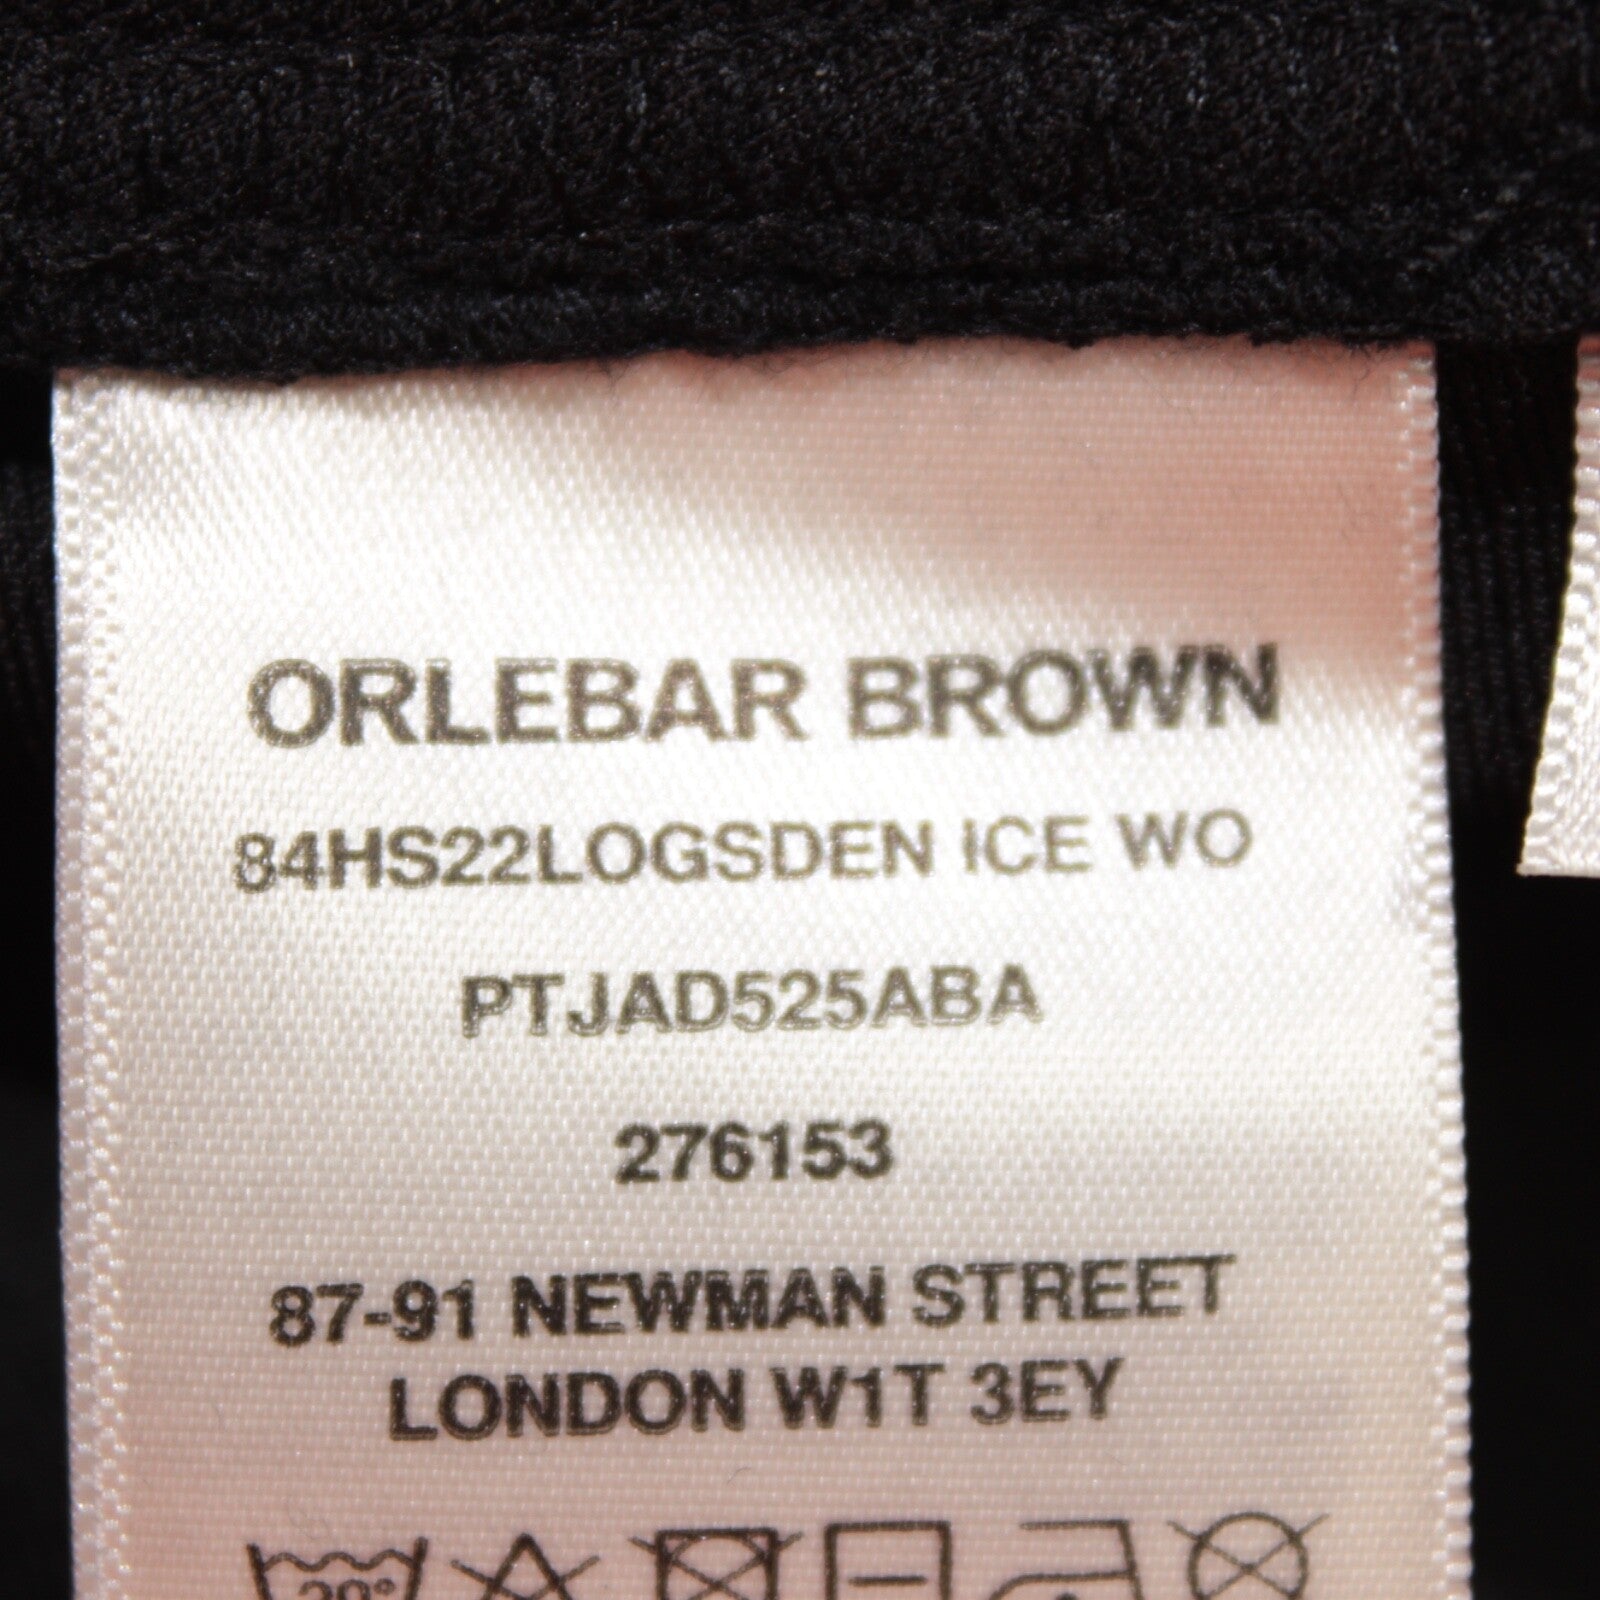 ORLEBAR BROWN
84HS22LOGSDEN ICE WO
PTJAD525ABA
276153
87-91 NEWMAN STREET
LONDON W1T 3EY